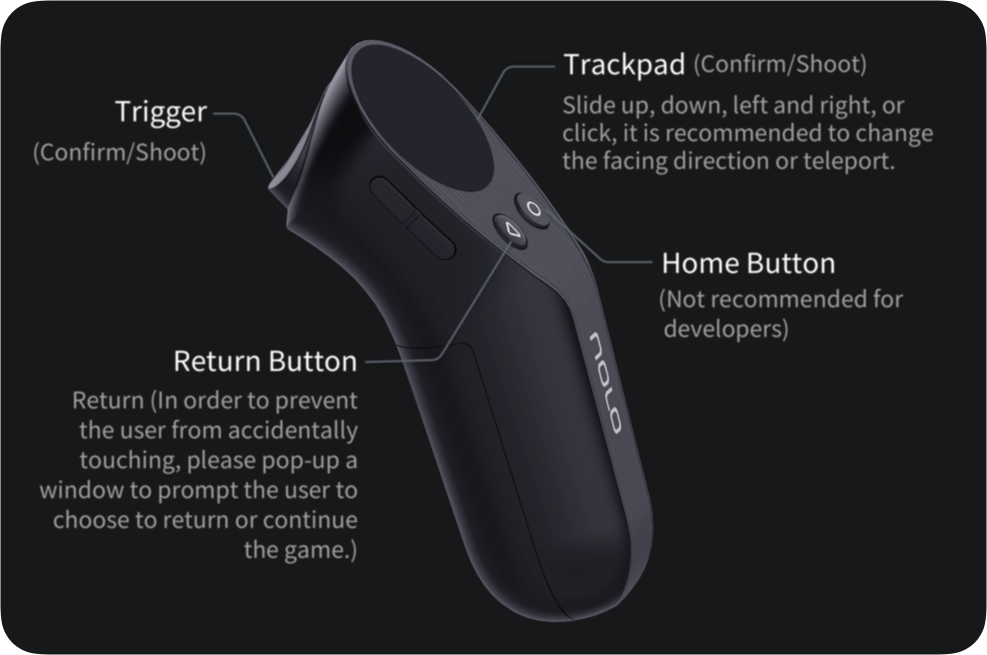 Trackpad (Confirm/Shoot)
Slide up, down, left and right, or
click, it is recommended to change
the facing direction or teleport.
Trigger
(Confirm/Shoot)
Home Button
(Not recommended for
developers)
nolo
Return Button
Return (In order to prevent
the user from accidentally
touching, please pop-up a
window to prompt the user to
choose to return or continue
the game.)